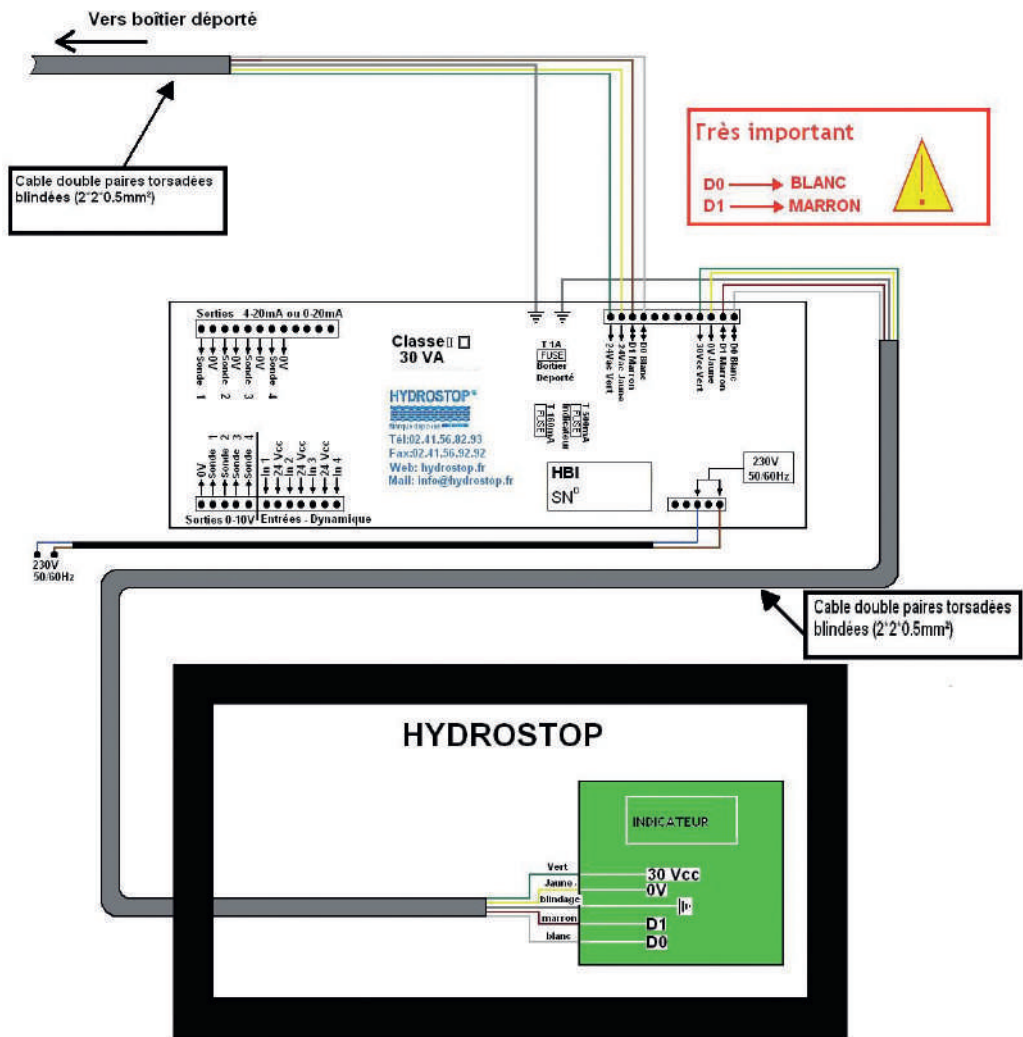 Vers boîtier déporté
Cable double paires torsadées
blindées (2*2*0.5mm²)
Très important
D0 BLANC
D1 MARRON
!
Sorties 4-20mA ou 0-20mA
Sonde 1
0V
Sonde 2
0V
Sonde 3
0V
Sonde 4
0V
Classe
30 VA
HYDROSTOP
Tél:02.41.56.82.93
Fax:02.41.56.92.92
Web: hydrostop.fr
Mail: info@hydrostop.fr
T 1A
FUSE
Boitier
Deporté
T 160mA
FUSE
T 500mA
FUSE
Indicateur
24Vac Vert
24Vac Jaune
D1 Marron
D0 Blanc
30Vcc Vert
0V Jaune
D1 Marron
D0 Blanc
HBI
SN°
230V
50/60Hz
0V
Sonde 1
Sonde 2
Sonde 3
Sonde 4
In 1
24 Vcc
In 2
24 Vcc
In 3
24 Vcc
In 4
Sorties 0-10V
Entrées - Dynamique
230V
50/60Hz
Cable double paires torsadées
blindées (2*2*0.5mm²)
HYDROSTOP
INDICATEUR
Vert
30 Vcc
Jaune
0V
blindage
marron
D1
blanc
D0